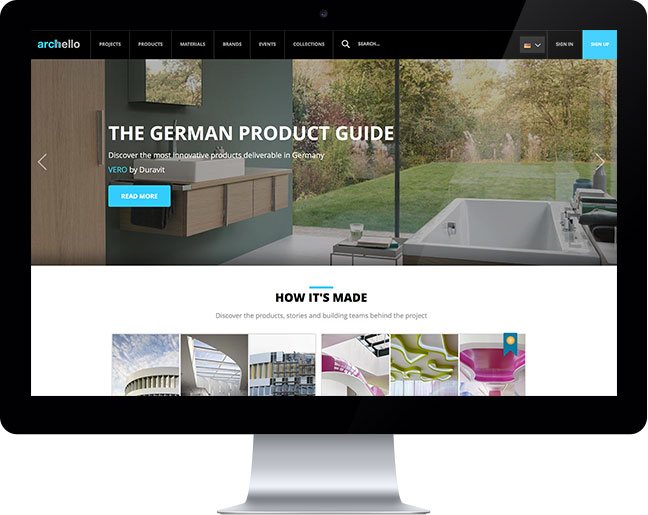 archello PROJECTS PRODUCTS MATERIALS BRANDS EVENTS COLLECTIONS SEARCH... SIGN IN SIGN UP
THE GERMAN PRODUCT GUIDE
Discover the most innovative products deliverable in Germany
VERO by Duravit
READ MORE
HOW IT'S MADE
Discover the products, stories and building teams behind the project